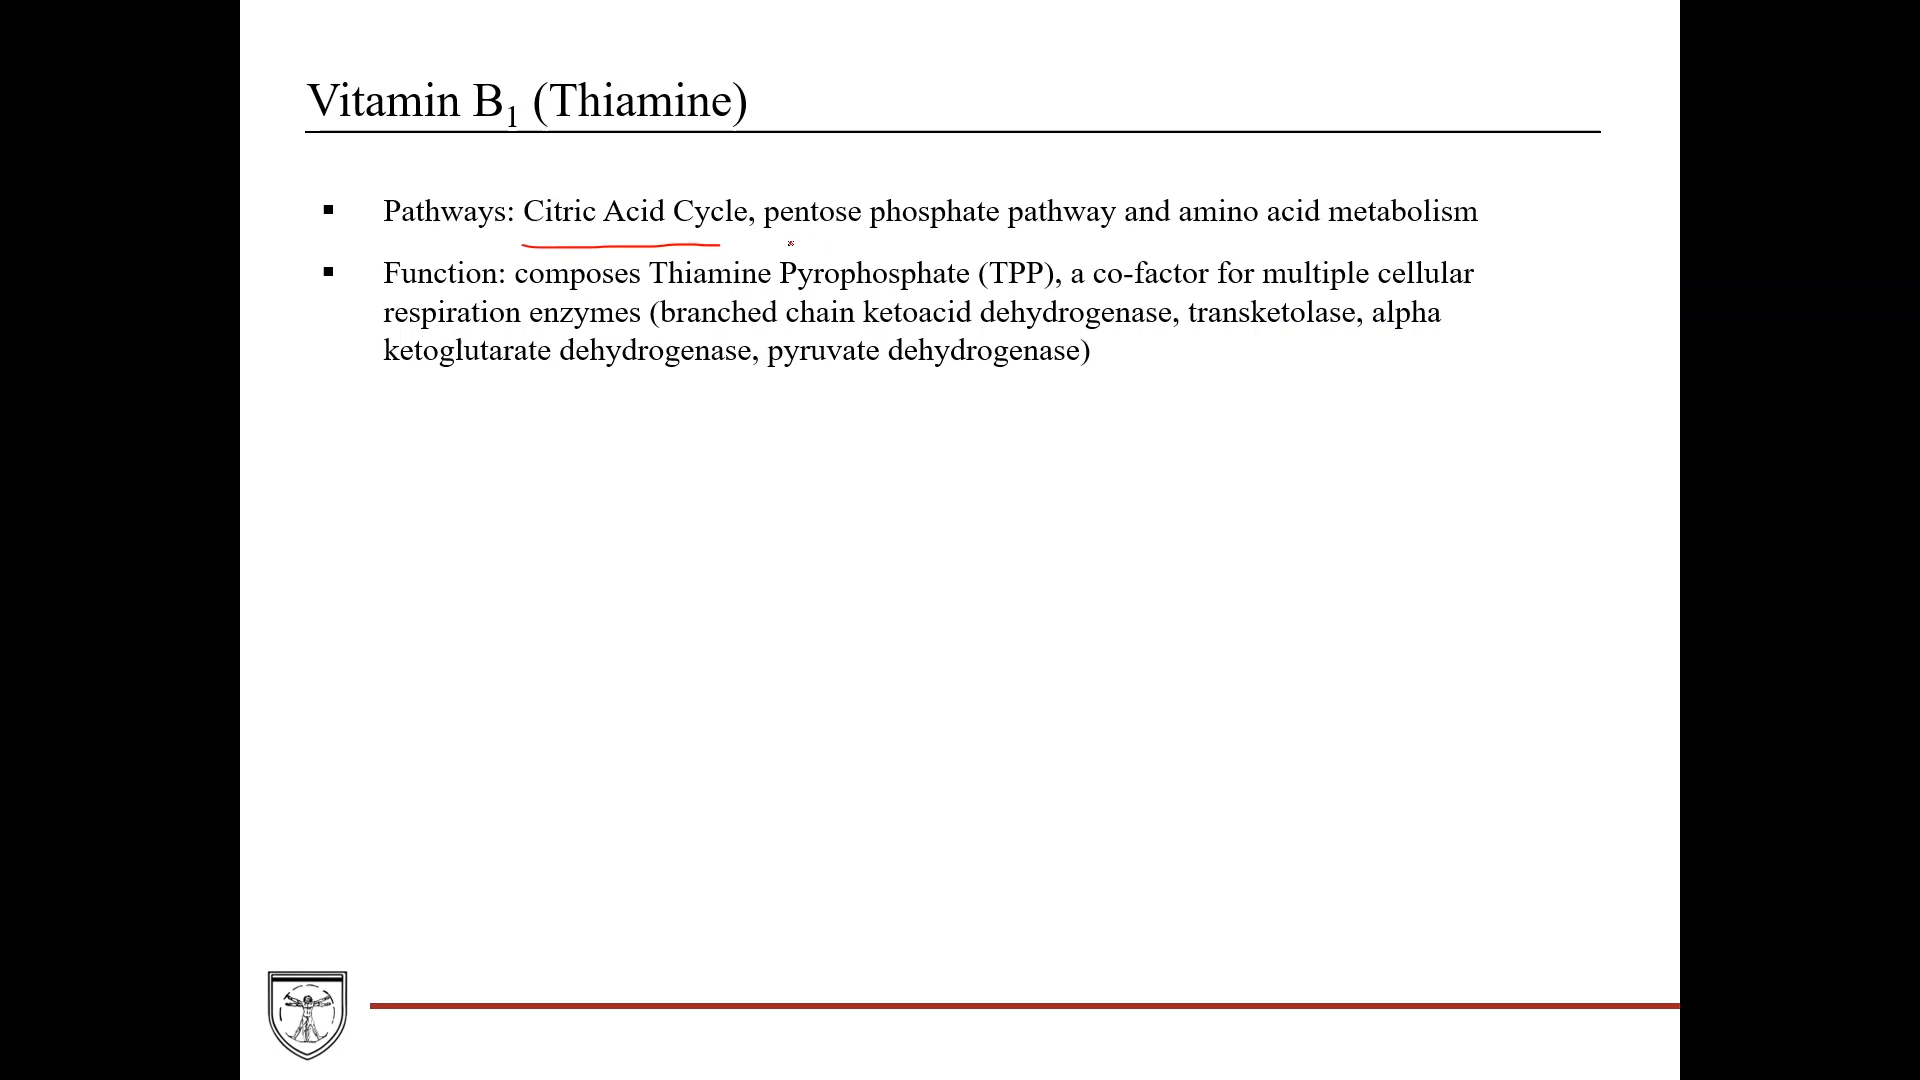 Vitamin B₁ (Thiamine)
▪ Pathways: Citric Acid Cycle, pentose phosphate pathway and amino acid metabolism
▪ Function: composes Thiamine Pyrophosphate (TPP), a co-factor for multiple cellular
respiration enzymes (branched chain ketoacid dehydrogenase, transketolase, alpha
ketoglutarate dehydrogenase, pyruvate dehydrogenase)